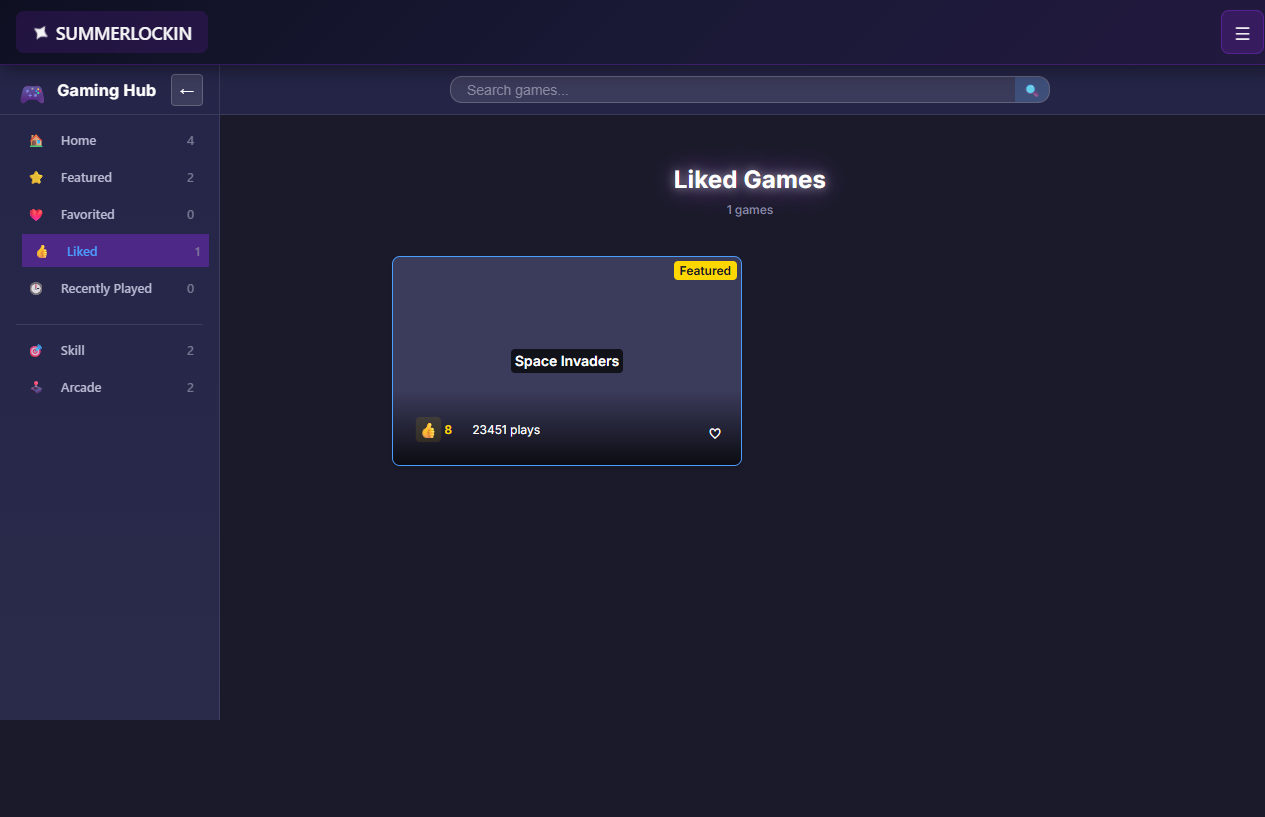 SUMMERLOCKIN
☰
Gaming Hub ←
Search games...
Home 4
Featured 2
Favorited 0
Liked 1
Recently Played 0
Skill 2
Arcade 2
Liked Games
1 games
Featured
Space Invaders
8 23451 plays